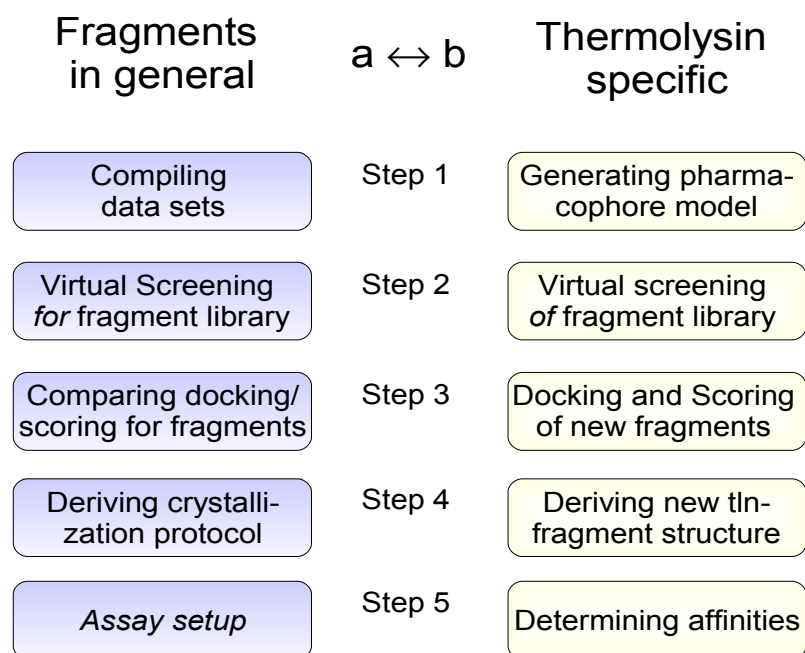 Fragments
in general
a ↔ b
Thermolysin
specific
Compiling
data sets
Step 1
Generating pharma-
cophore model
Virtual Screening
for fragment library
Step 2
Virtual screening
of fragment library
Comparing docking/
scoring for fragments
Step 3
Docking and Scoring
of new fragments
Deriving crystalli-
zation protocol
Step 4
Deriving new tln-
fragment structure
Assay setup
Step 5
Determining affinities